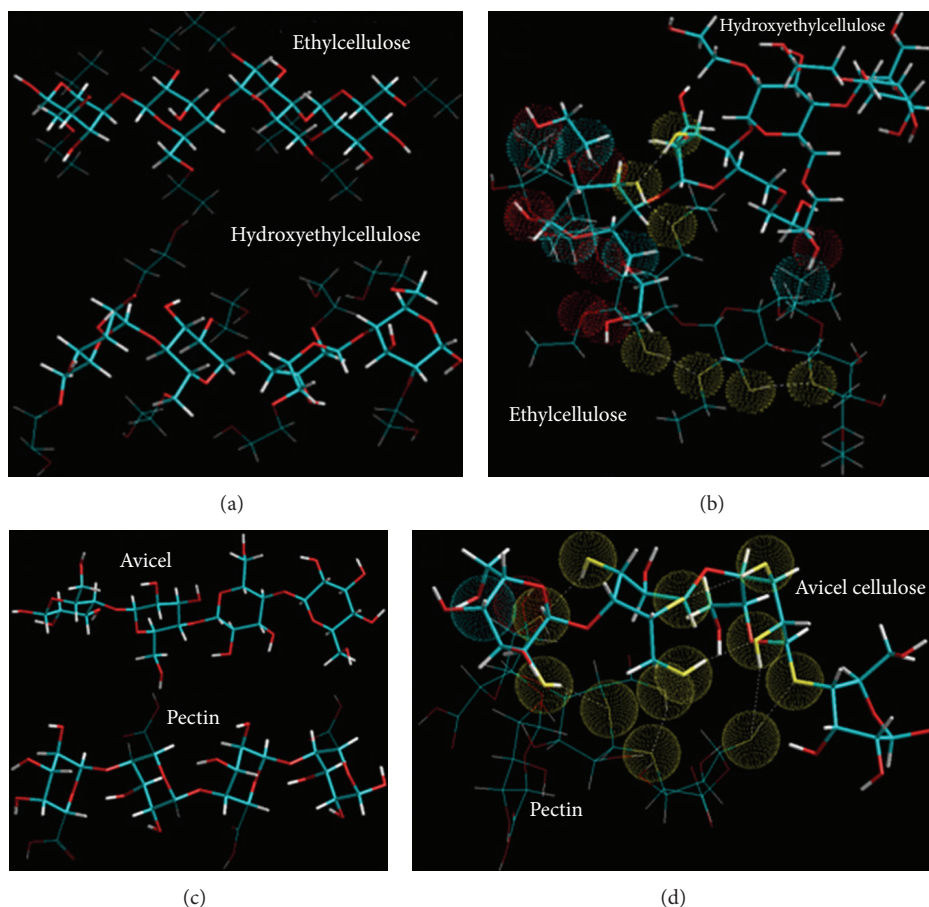 Ethylcellulose
Hydroxyethylcellulose
(a)
Hydroxyethylcellulose
Ethylcellulose
(b)
Avicel
Pectin
(c)
Avicel cellulose
Pectin
(d)